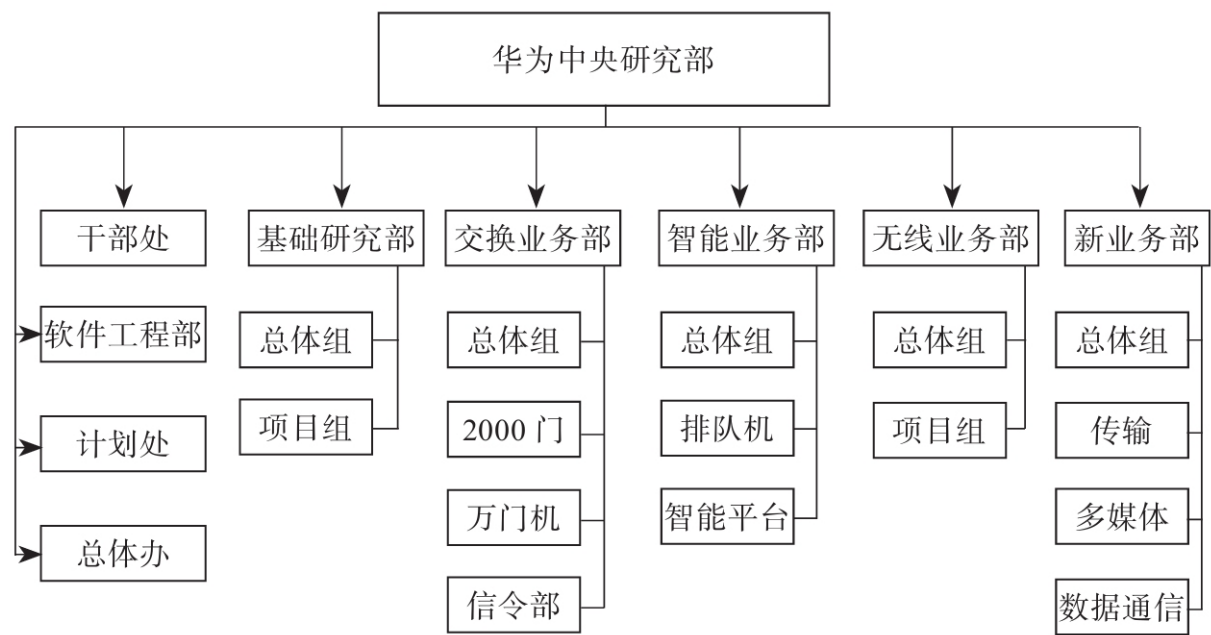 华为中央研究部
干部处
基础研究部
交换业务部
智能业务部
无线业务部
新业务部
软件工程部
总体组
总体组
总体组
总体组
总体组
计划处
项目组
2000 门
排队机
项目组
传输
总体办
万门机
智能平台
多媒体
信令部
数据通信